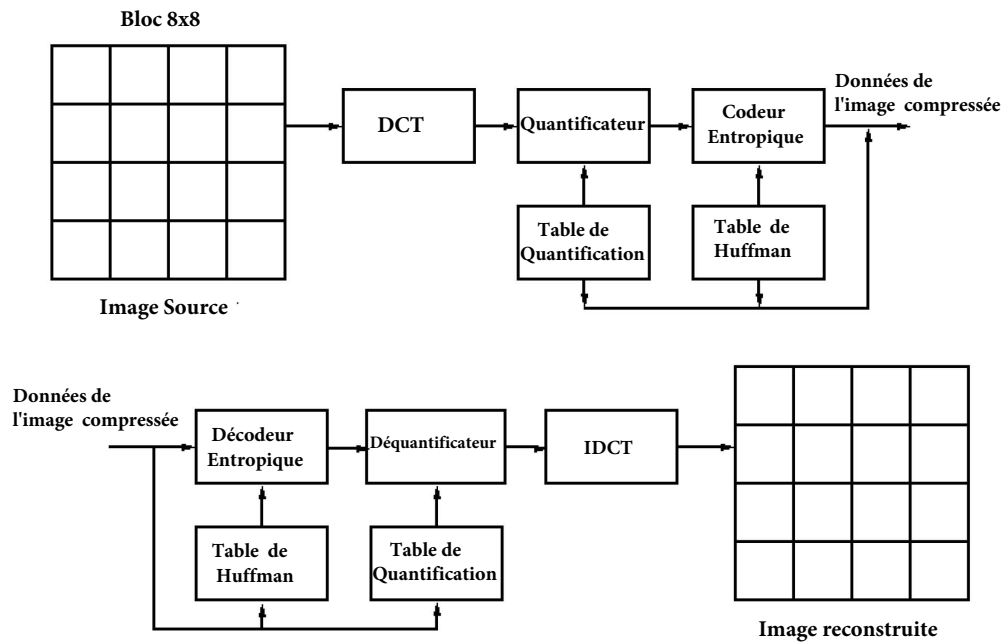 Bloc 8x8
Données de
l'image compressée
DCT
Quantificateur
Codeur
Entropique
Table de
Quantification
Table de
Huffman
Image Source
Données de
l'image compressée
Décodeur
Entropique
Déquantificateur
IDCT
Table de
Huffman
Table de
Quantification
Image reconstruite